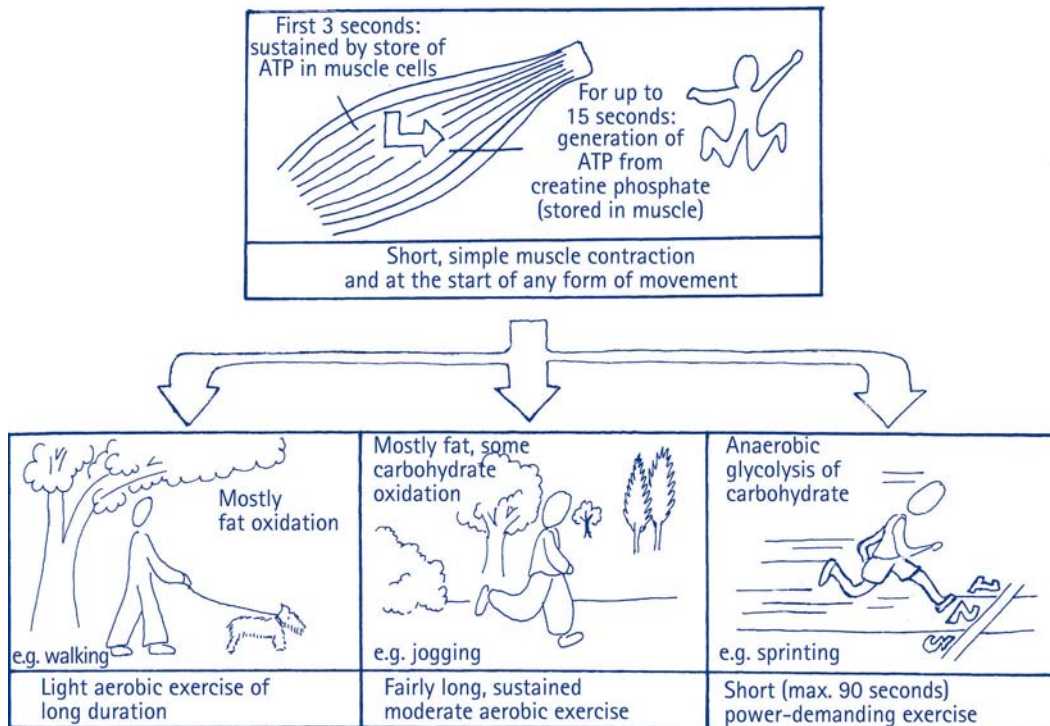 First 3 seconds:
sustained by store of
ATP in muscle cells
For up to
15 seconds:
generation of
ATP from
creatine phosphate
(stored in muscle)
Short, simple muscle contraction
and at the start of any form of movement
Mostly
fat oxidation
e.g. walking
Light aerobic exercise of
long duration
Mostly fat, some
carbohydrate
oxidation
e.g. jogging
Fairly long, sustained
moderate aerobic exercise
Anaerobic
glycolysis of
carbohydrate
1
2
3
e.g. sprinting
Short (max. 90 seconds)
power-demanding exercise